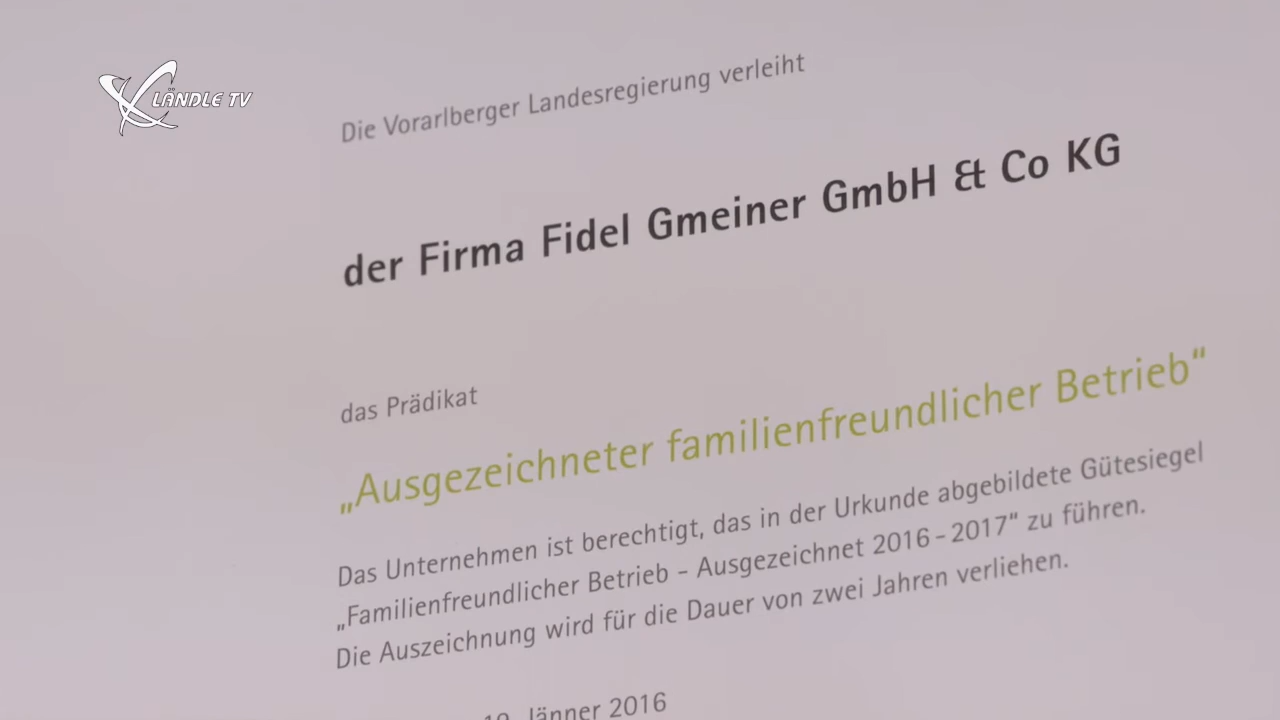 LÄNDLE TV
Die Vorarlberger Landesregierung verleiht
der Firma Fidel Gmeiner GmbH & Co KG
das Prädikat
„Ausgezeichneter familienfreundlicher Betrieb“
Das Unternehmen ist berechtigt, das in der Urkunde abgebildete Gütesiegel
„Familienfreundlicher Betrieb – Ausgezeichnet 2016 – 2017“ zu führen.
Die Auszeichnung wird für die Dauer von zwei Jahren verliehen.
Jänner 2016